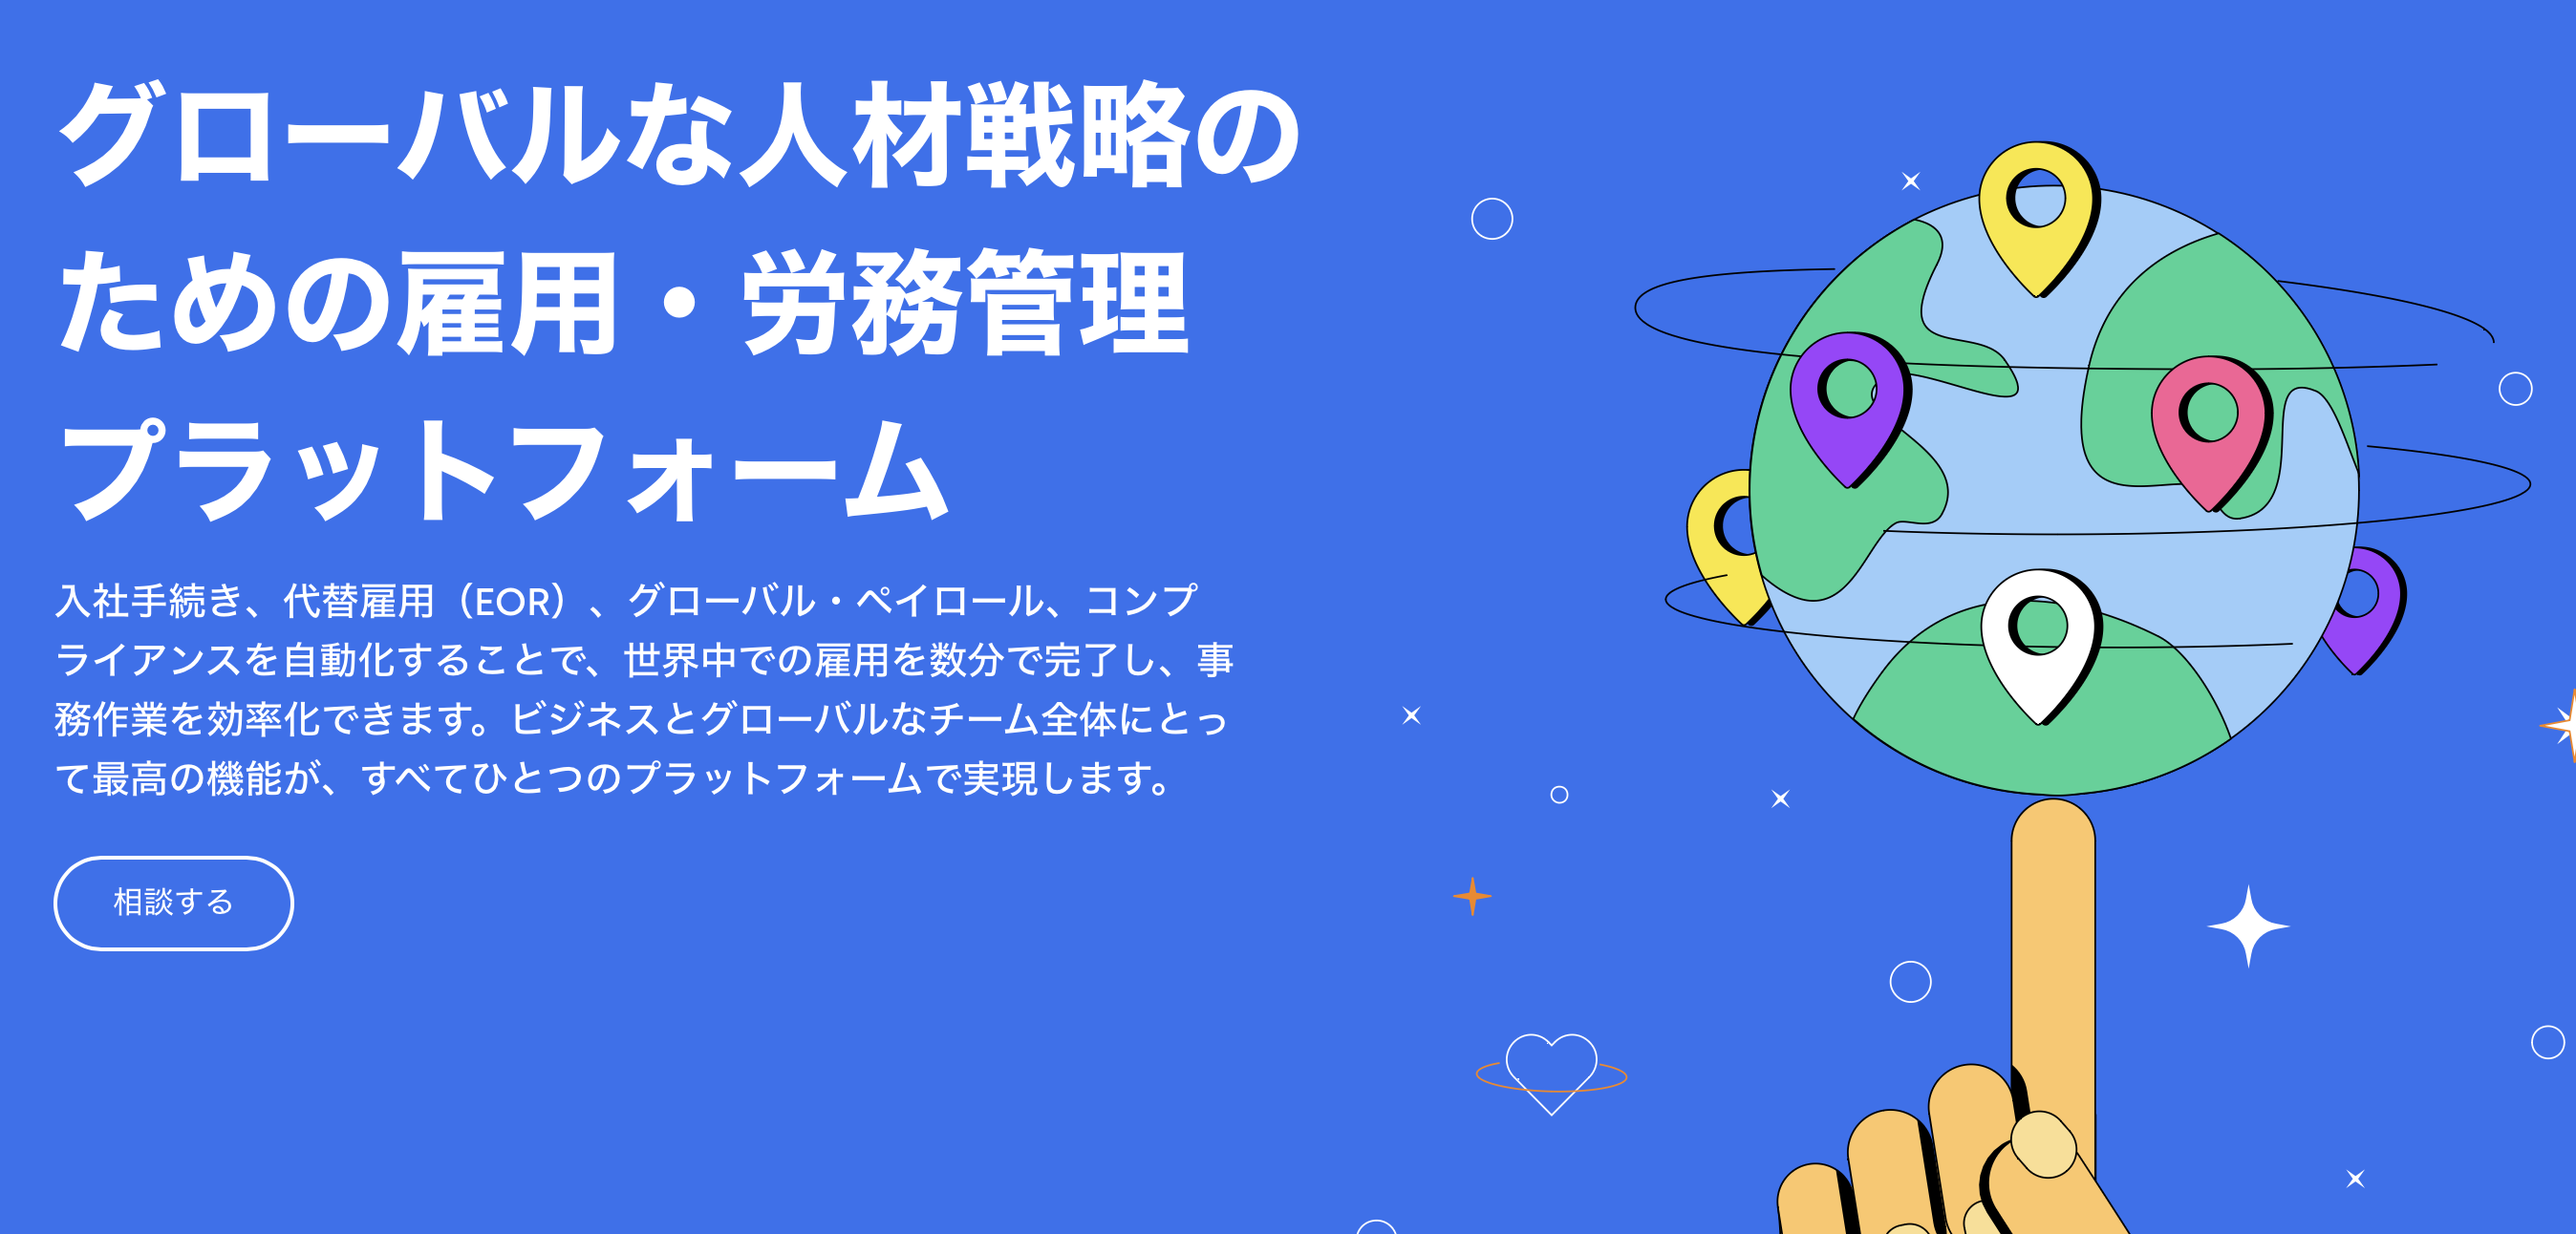 グローバルな人材戦略の
ための雇用・労務管理
プラットフォーム
入社手続き、代替雇用（EOR）、グローバル・ペイロール、コンプ
ライアンスを自動化することで、世界中での雇用を数分で完了し、事
務作業を効率化できます。ビジネスとグローバルなチーム全体にとっ
て最高の機能が、すべてひとつのプラットフォームで実現します。
相談する